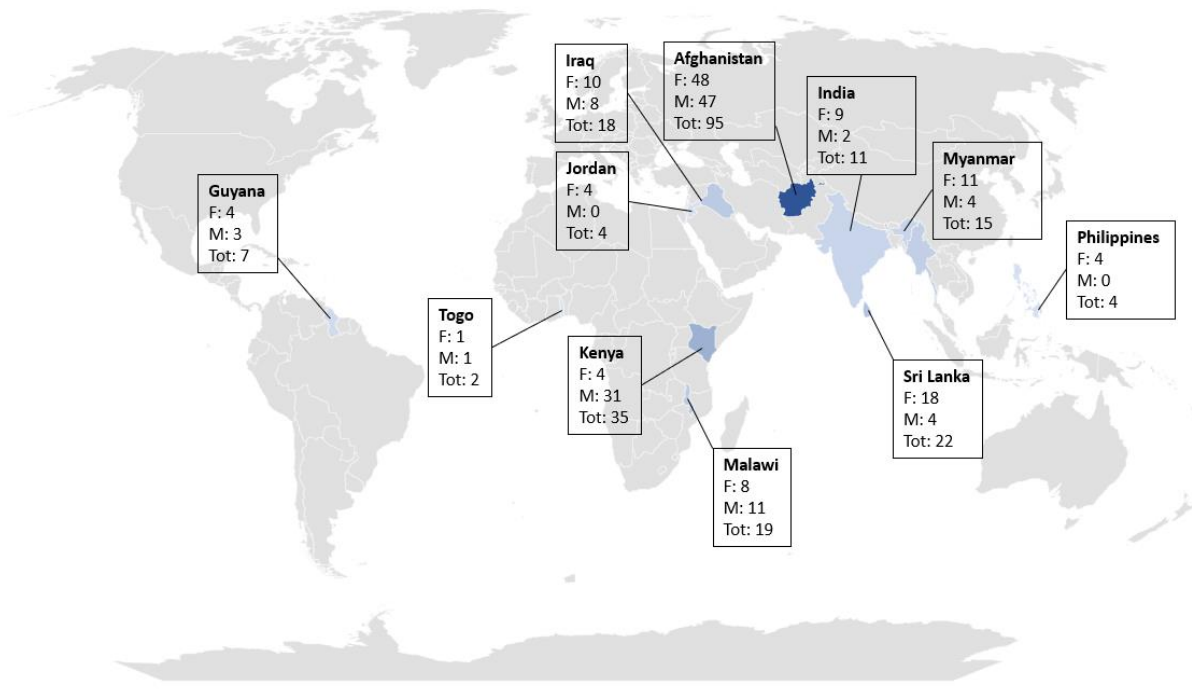 Iraq
F: 10
M: 8
Tot: 18
Afghanistan
F: 48
M: 47
Tot: 95
India
F: 9
M: 2
Tot: 11
Myanmar
F: 11
M: 4
Tot: 15
Jordan
F: 4
M: 0
Tot: 4
Guyana
F: 4
M: 3
Tot: 7
Philippines
F: 4
M: 0
Tot: 4
Togo
F: 1
M: 1
Tot: 2
Kenya
F: 4
M: 31
Tot: 35
Sri Lanka
F: 18
M: 4
Tot: 22
Malawi
F: 8
M: 11
Tot: 19